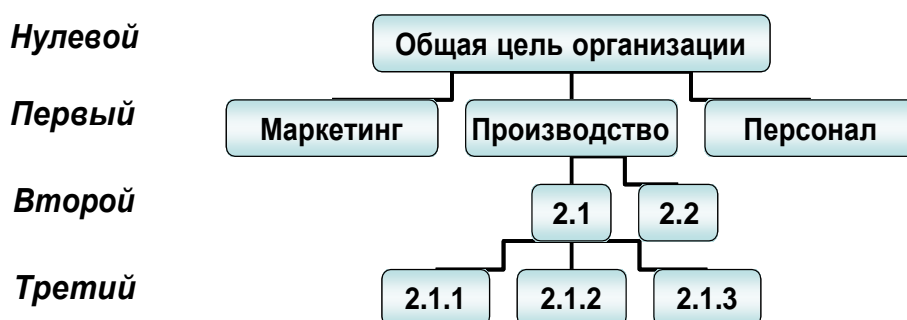 Нулевой
Общая цель организации
Первый
Маркетинг
Производство
Персонал
Второй
2.1
2.2
Третий
2.1.1
2.1.2
2.1.3